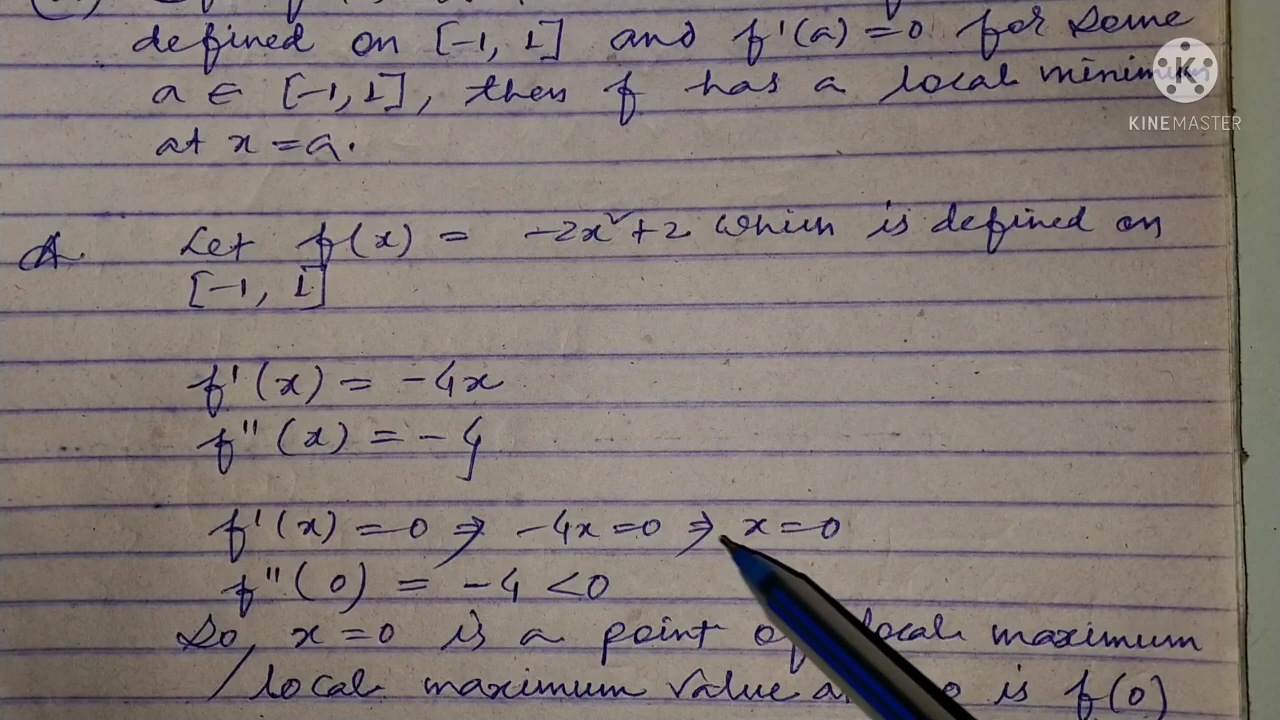 defined on [-1, 1] and f'(a) = 0 for some
a ∈ [-1, 1], then f has a local minimum
at x = a.
K
KINEMASTER
A. Let f(x) = -2x² + 2 which is defined on
[-1, 1]
f'(x) = -4x
f"(x) = -4
f'(x) = 0 ⇒ -4x = 0 ⇒ x = 0
f"(0) = -4 < 0
So, x = 0 is a point of local maximum
/local maximum value is f(0)